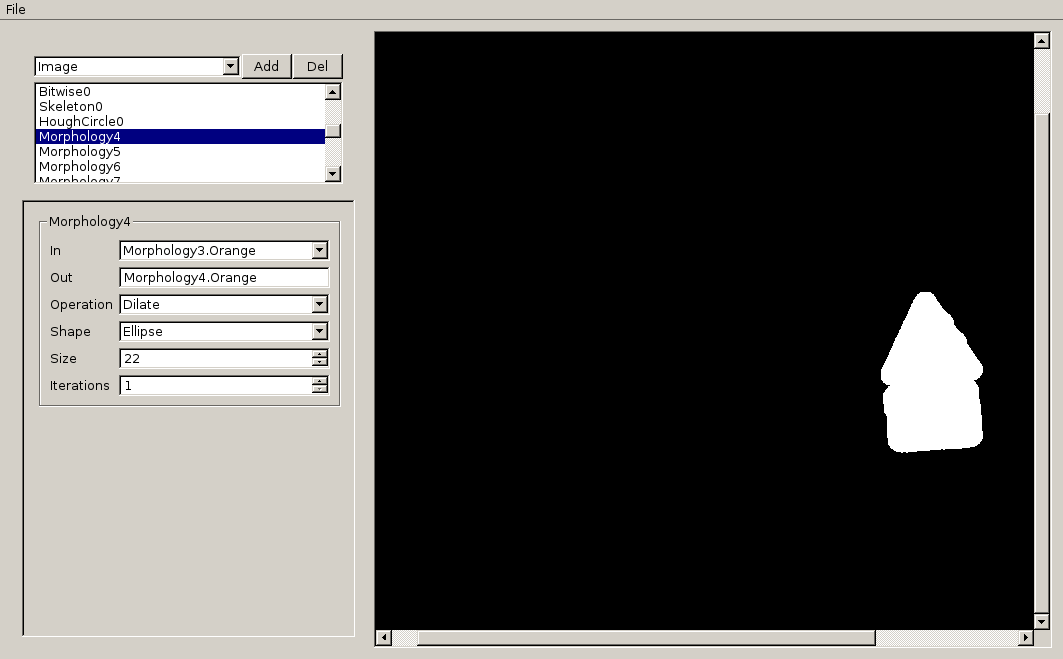 File
Image
Add
Del
Bitwise0
Skeleton0
HoughCircle0
Morphology4
Morphology5
Morphology6
Morphology7
Morphology4
In
Morphology3.Orange
Out
Morphology4.Orange
Operation
Dilate
Shape
Ellipse
Size
22
Iterations
1